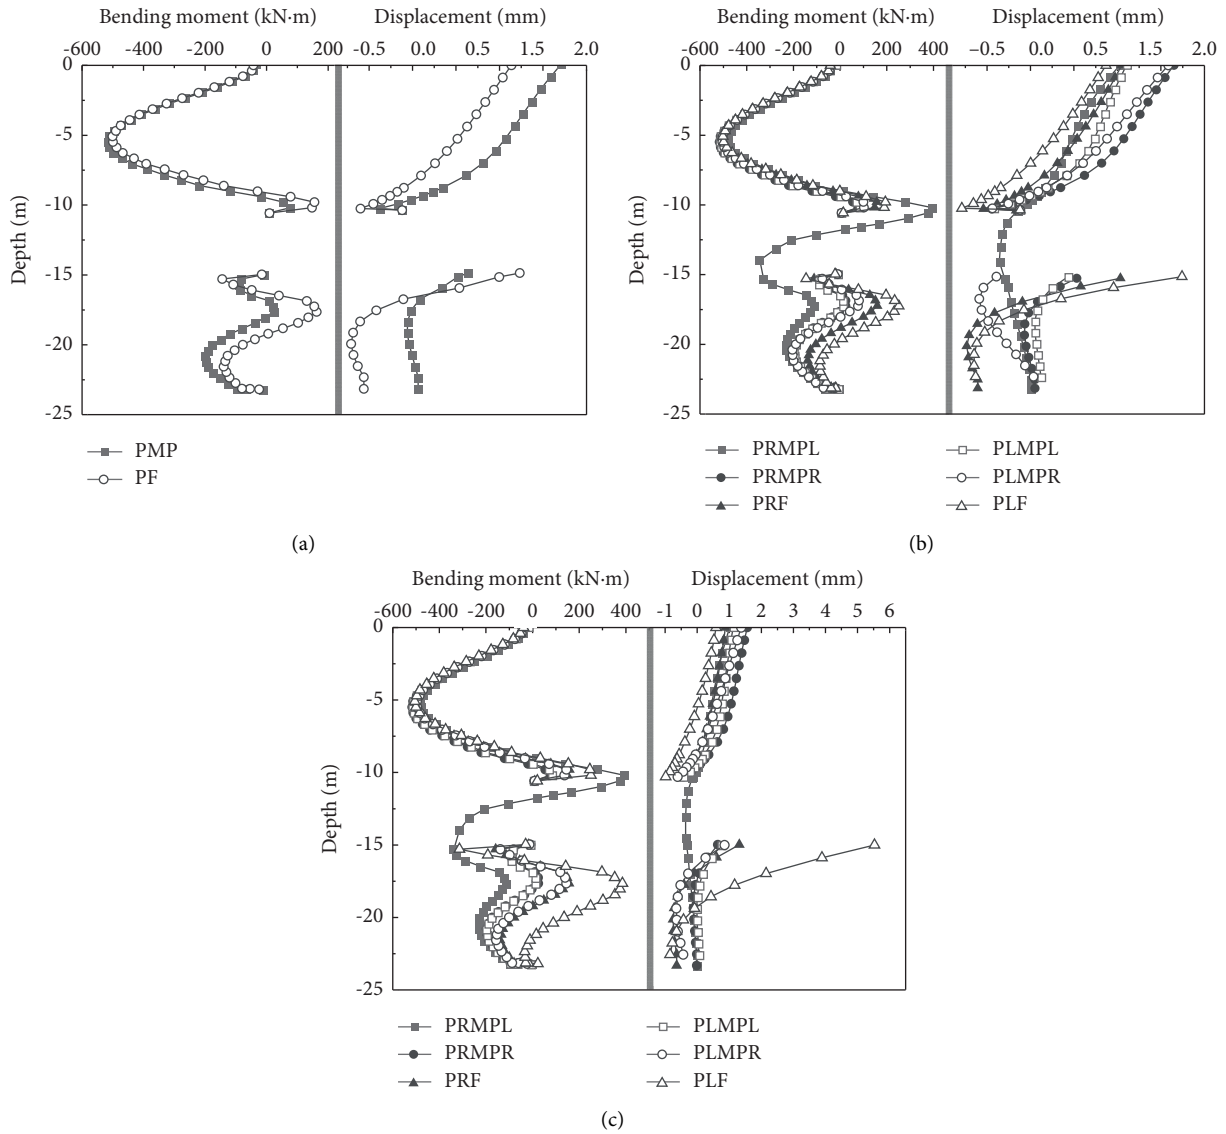 Bending moment (kN·m) Displacement (mm)
-600 -400 -200 0 200 -0.5 0.0 0.5 1.5 2.0
0
-5
-10
-15
-20
-25
Depth (m)
PMP
PF
(a)
Bending moment (kN·m) Displacement (mm)
-600 -400 -200 0 200 400 -0.5 0.0 0.5 1.5 2.0
0
-5
-10
-15
-20
-25
Depth (m)
PRMPL PLMPL
PRMPR PLMPR
PRF PLF
(b)
Bending moment (kN·m) Displacement (mm)
-600 -400 -200 0 200 400 -1 0 1 2 3 4 5 6
0
-5
-10
-15
-20
-25
Depth (m)
PRMPL PLMPL
PRMPR PLMPR
PRF PLF
(c)